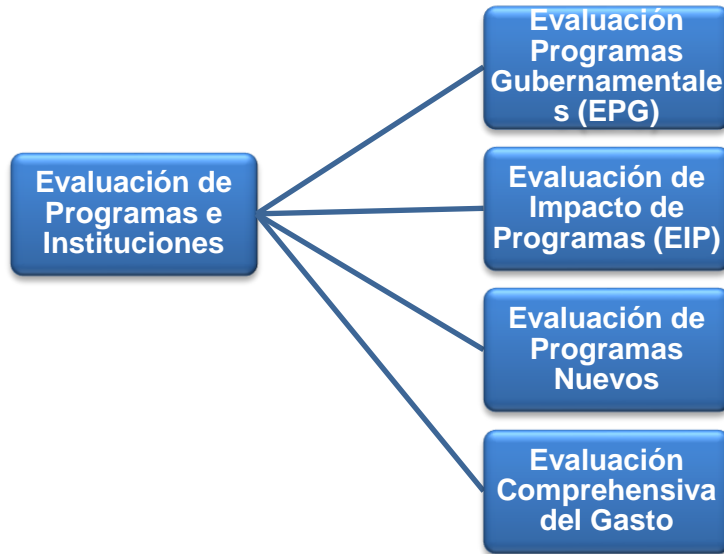 Evaluación de
Programas e
Instituciones
Evaluación
Programas
Gubernamentale
s (EPG)
Evaluación de
Impacto de
Programas (EIP)
Evaluación de
Programas
Nuevos
Evaluación
Comprehensiva
del Gasto